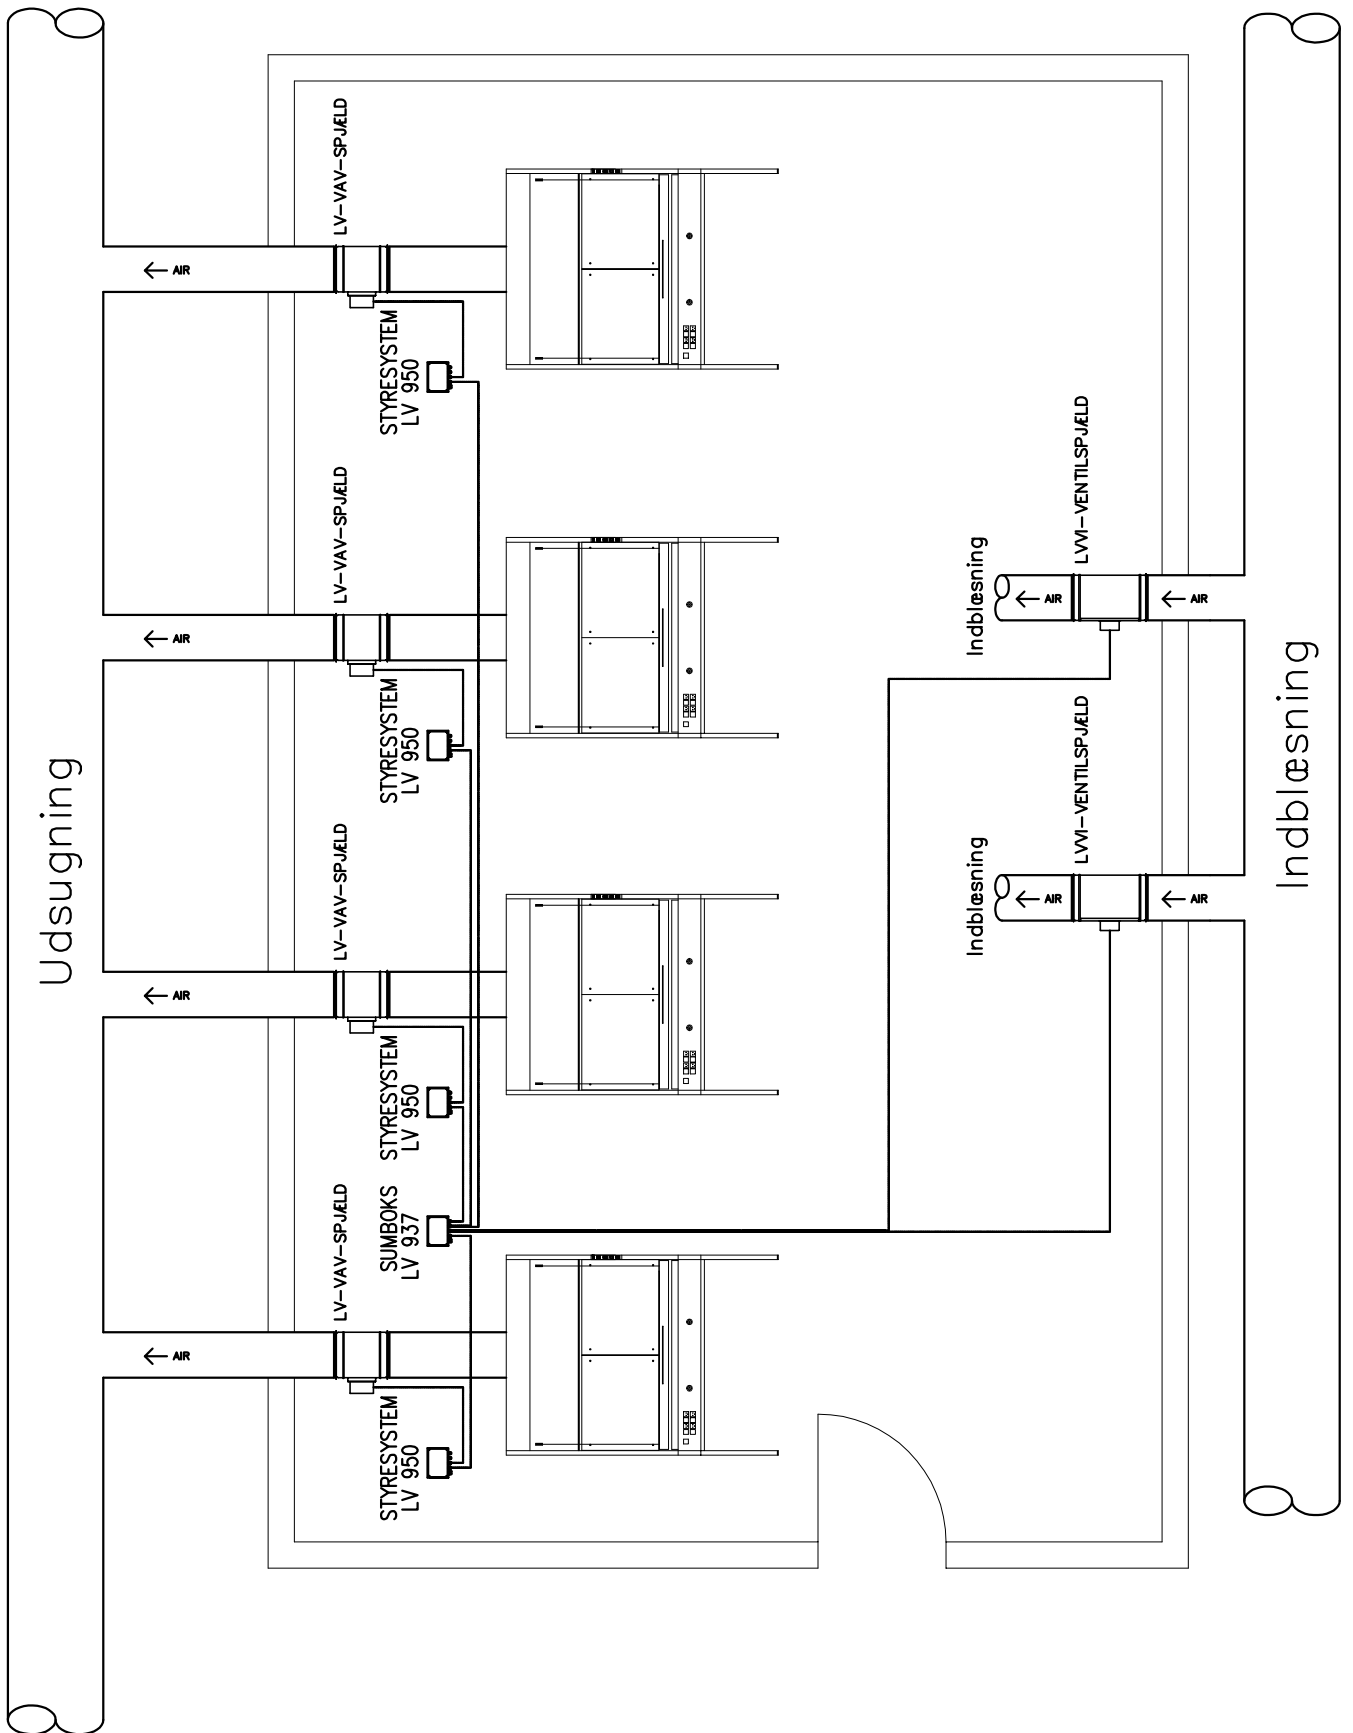 Udsugning
AIR
AIR
AIR
AIR
LV-VAV-SPJÆLD
LV-VAV-SPJÆLD
LV-VAV-SPJÆLD
LV-VAV-SPJÆLD
STYRESYSTEM
LV 950
SUMBOKS
LV 937
STYRESYSTEM
LV 950
STYRESYSTEM
LV 950
STYRESYSTEM
LV 950
Indblæsning
Indblæsning
AIR
AIR
LVVI-VENTILSPJÆLD
LVVI-VENTILSPJÆLD
AIR
AIR
Indblæsning